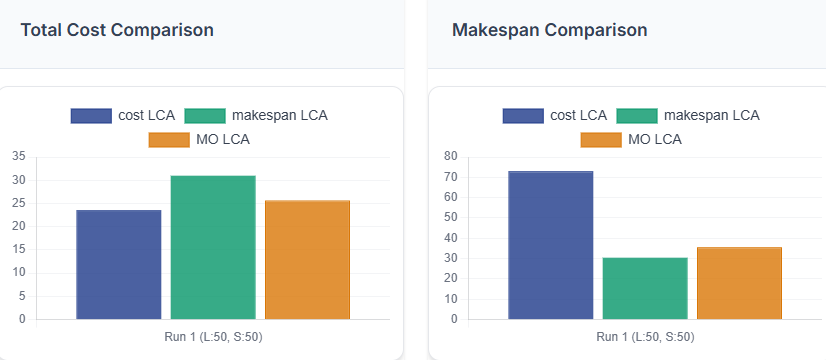 Total Cost Comparison
cost LCA makespan LCA
MO LCA
35
30
25
20
15
10
5
0
Run 1 (L:50, S:50)
Makespan Comparison
cost LCA makespan LCA
MO LCA
80
70
60
50
40
30
20
10
0
Run 1 (L:50, S:50)